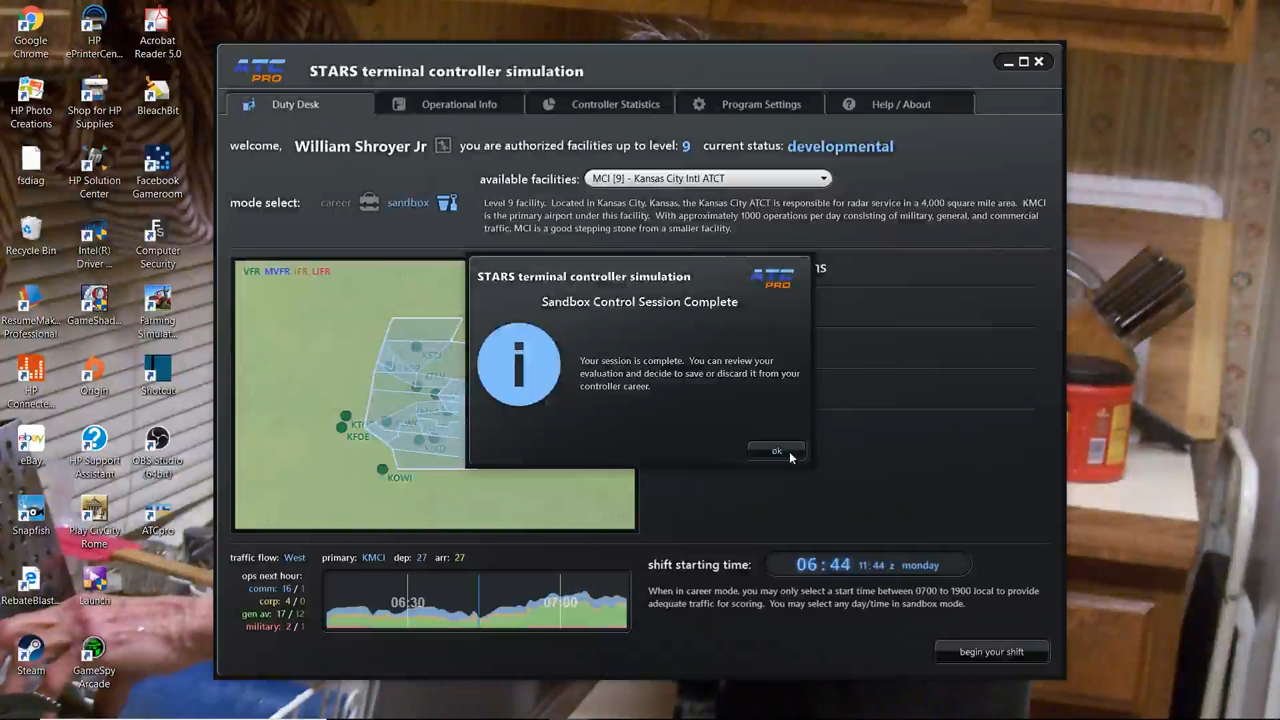 Google
Chrome
HP
ePrinterCen...
Acrobat
Reader 5.0
HP Photo
Creations
Shop for HP
Supplies
BleachBit
fsdiag
HP Solution
Center
Facebook
Gameroom
Recycle Bin
Intel(R)
Driver ...
Computer
Security
ResumeMak...
Professional
GameShad...
Farming
Simulat...
HP
Connecte...
Origin
Shotcut
eBay
HP Support
Assistant
OBS Studio
(64bit)
Snapfish
Play CivCity
Rome
ATCpro
RebateBlast...
Launch
Steam
GameSpy
Arcade
ATC
PRO
STARS terminal controller simulation
Duty Desk
Operational Info
Controller Statistics
Program Settings
Help / About
welcome, William Shroyer Jr you are authorized facilities up to level: 9 current status: developmental
available facilities: MCI [9] - Kansas City Intl ATCT
mode select: career sandbox
Level 9 facility. Located in Kansas City, Kansas, the Kansas City ATCT is responsible for radar service in a 4,000 square mile area. KMCI
is the primary airport under this facility. With approximately 1000 operations per day consisting of military, general, and commercial
traffic, MCI is a good stepping stone from a smaller facility.
VFR MVFR IFR LIFR
KFOE
KOWI
ns
STARS terminal controller simulation
ATC
PRO
Sandbox Control Session Complete
i
Your session is complete. You can review your
evaluation and decide to save or discard it from your
controller career.
ok
traffic flow: West primary: KMCI dep: 27 arr: 27
ops next hour:
comm: 16 / 1
corp: 4 / 0
gen av: 17 / 12
military: 2 / 1
06:30
07:00
shift starting time: 06 : 44 11:44 z monday
When in career mode, you may only select a start time between 0700 to 1900 local to provide
adequate traffic for scoring. You may select any day/time in sandbox mode.
begin your shift